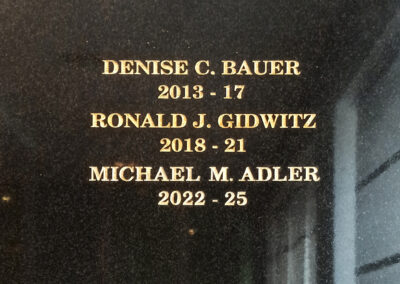 DENISE C. BAUER
2013 - 17
RONALD J. GIDWITZ
2018 - 21
MICHAEL M. ADLER
2022 - 25